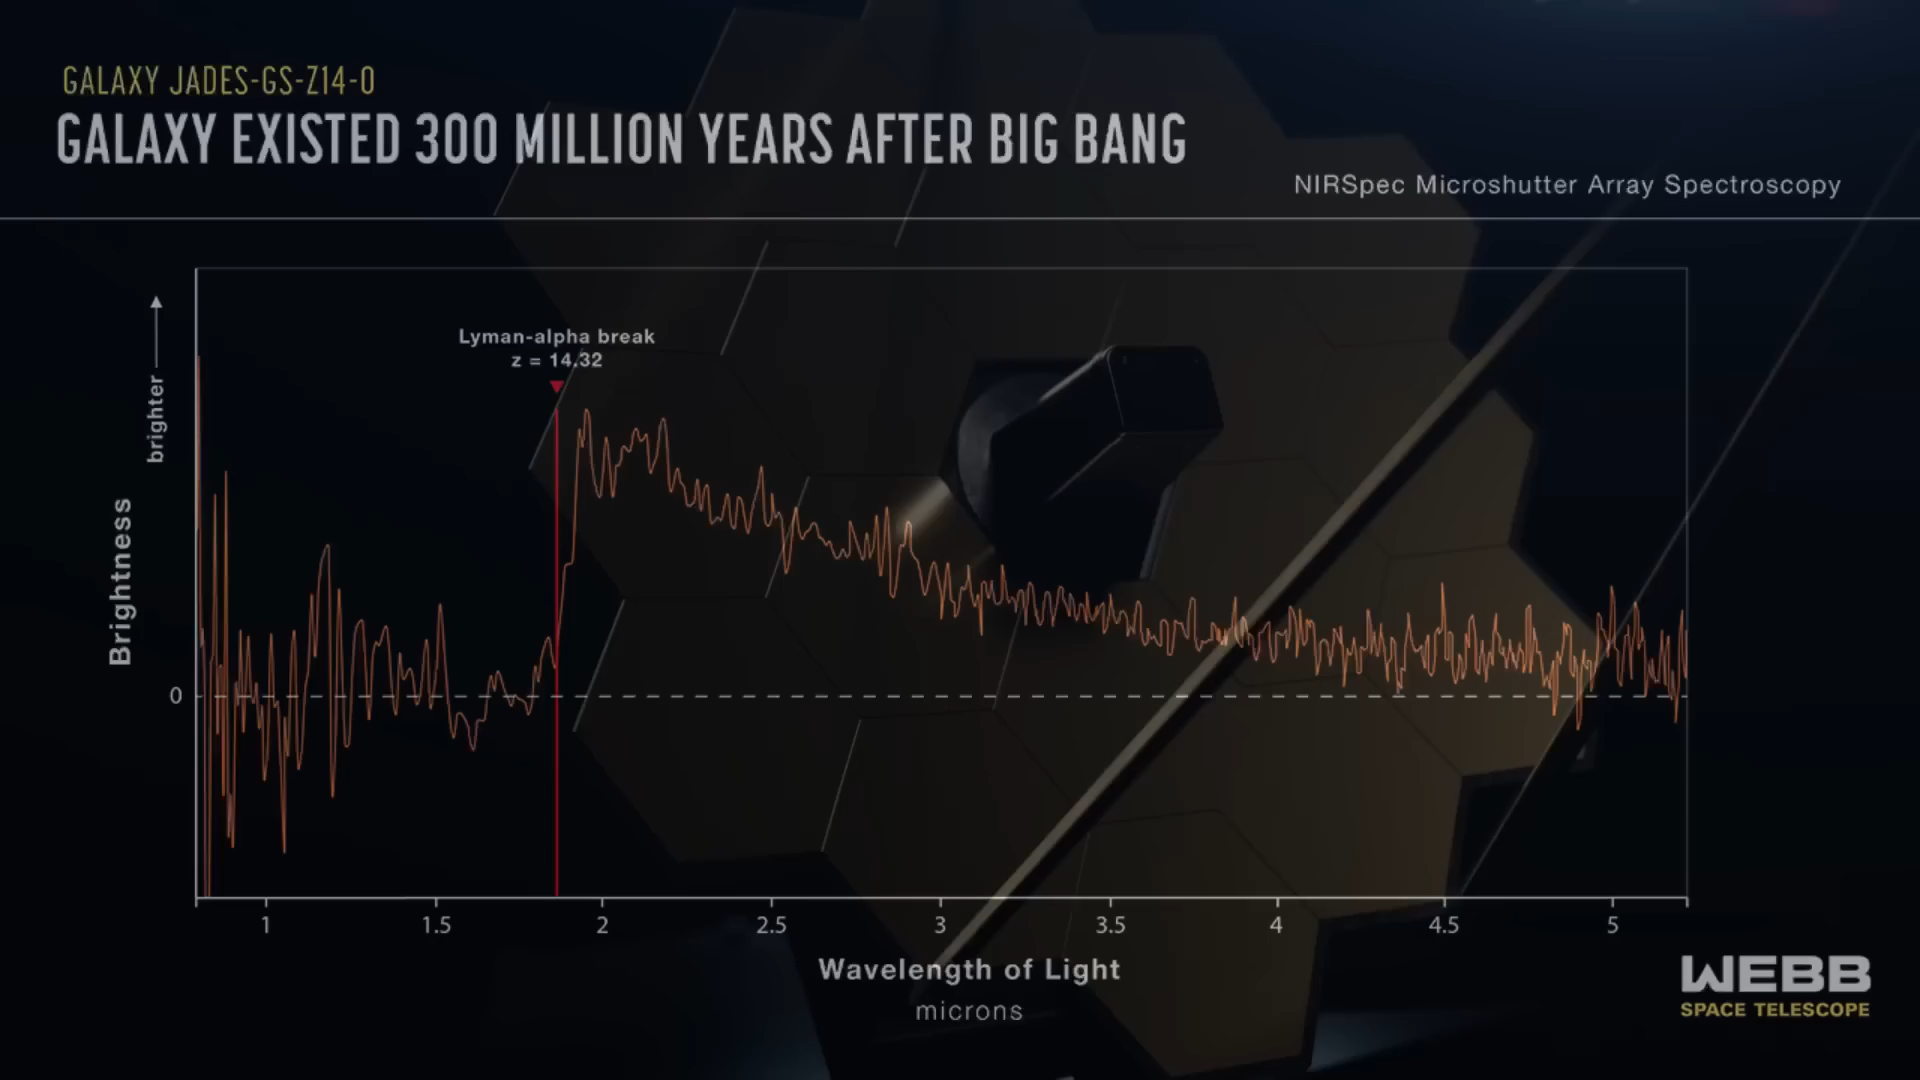 GALAXY JADES-GS-Z14-0
GALAXY EXISTED 300 MILLION YEARS AFTER BIG BANG
NIRSpec Microshutter Array Spectroscopy
Lyman-alpha break
z = 14.32
brighter
Brightness
0
1 1.5 2 2.5 3 3.5 4 4.5 5
Wavelength of Light
microns
WEBB
SPACE TELESCOPE